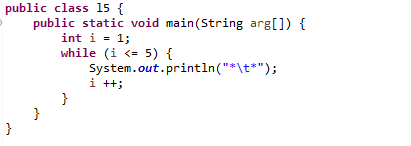 public class l5 {
    public static void main(String arg[]) {
        int i = 1;
        while (i <= 5) {
            System.out.println("*\t*");
            i ++;
        }
    }
}